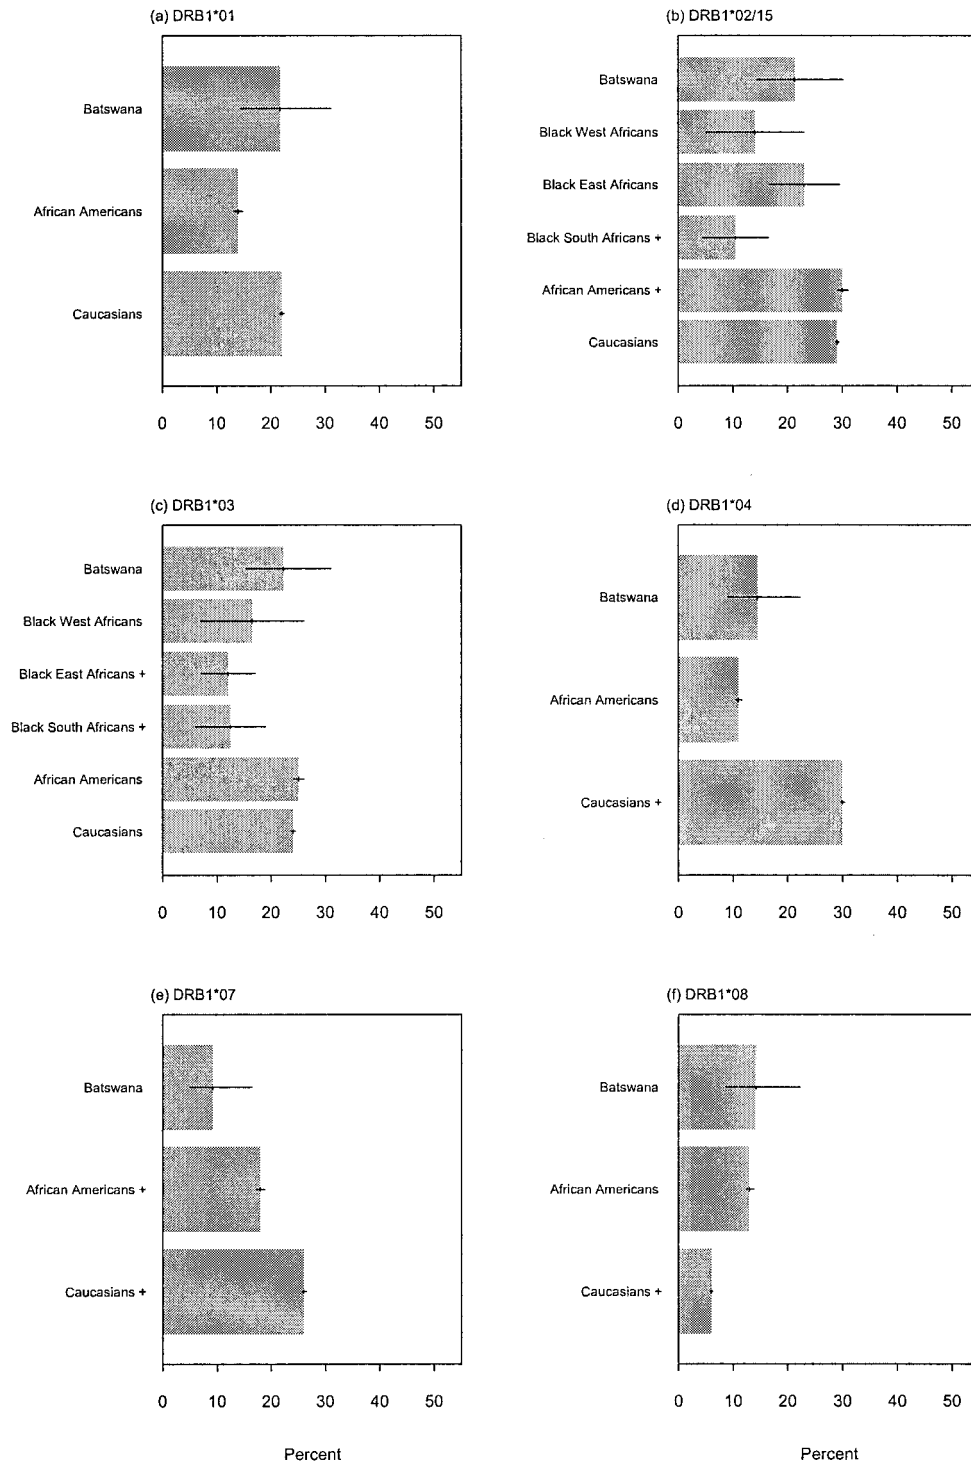 (a) DRB1*01
Batswana
African Americans
Caucasians
0 10 20 30 40 50
(b) DRB1*02/15
Batswana
Black West Africans
Black East Africans
Black South Africans +
African Americans +
Caucasians
0 10 20 30 40 50
(c) DRB1*03
Batswana
Black West Africans
Black East Africans +
Black South Africans +
African Americans
Caucasians
0 10 20 30 40 50
(d) DRB1*04
Batswana
African Americans
Caucasians +
0 10 20 30 40 50
(e) DRB1*07
Batswana
African Americans +
Caucasians +
0 10 20 30 40 50
Percent
(f) DRB1*08
Batswana
African Americans
Caucasians +
0 10 20 30 40 50
Percent